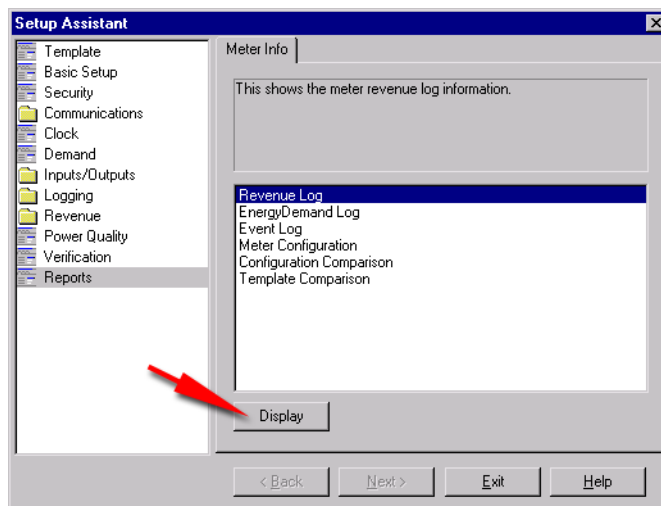 Setup Assistant
Template
Basic Setup
Security
Communications
Clock
Demand
Inputs/Outputs
Logging
Revenue
Power Quality
Verification
Reports
Meter Info
This shows the meter revenue log information.
Revenue Log
EnergyDemand Log
Event Log
Meter Configuration
Configuration Comparison
Template Comparison
Display
< Back
Next >
Exit
Help